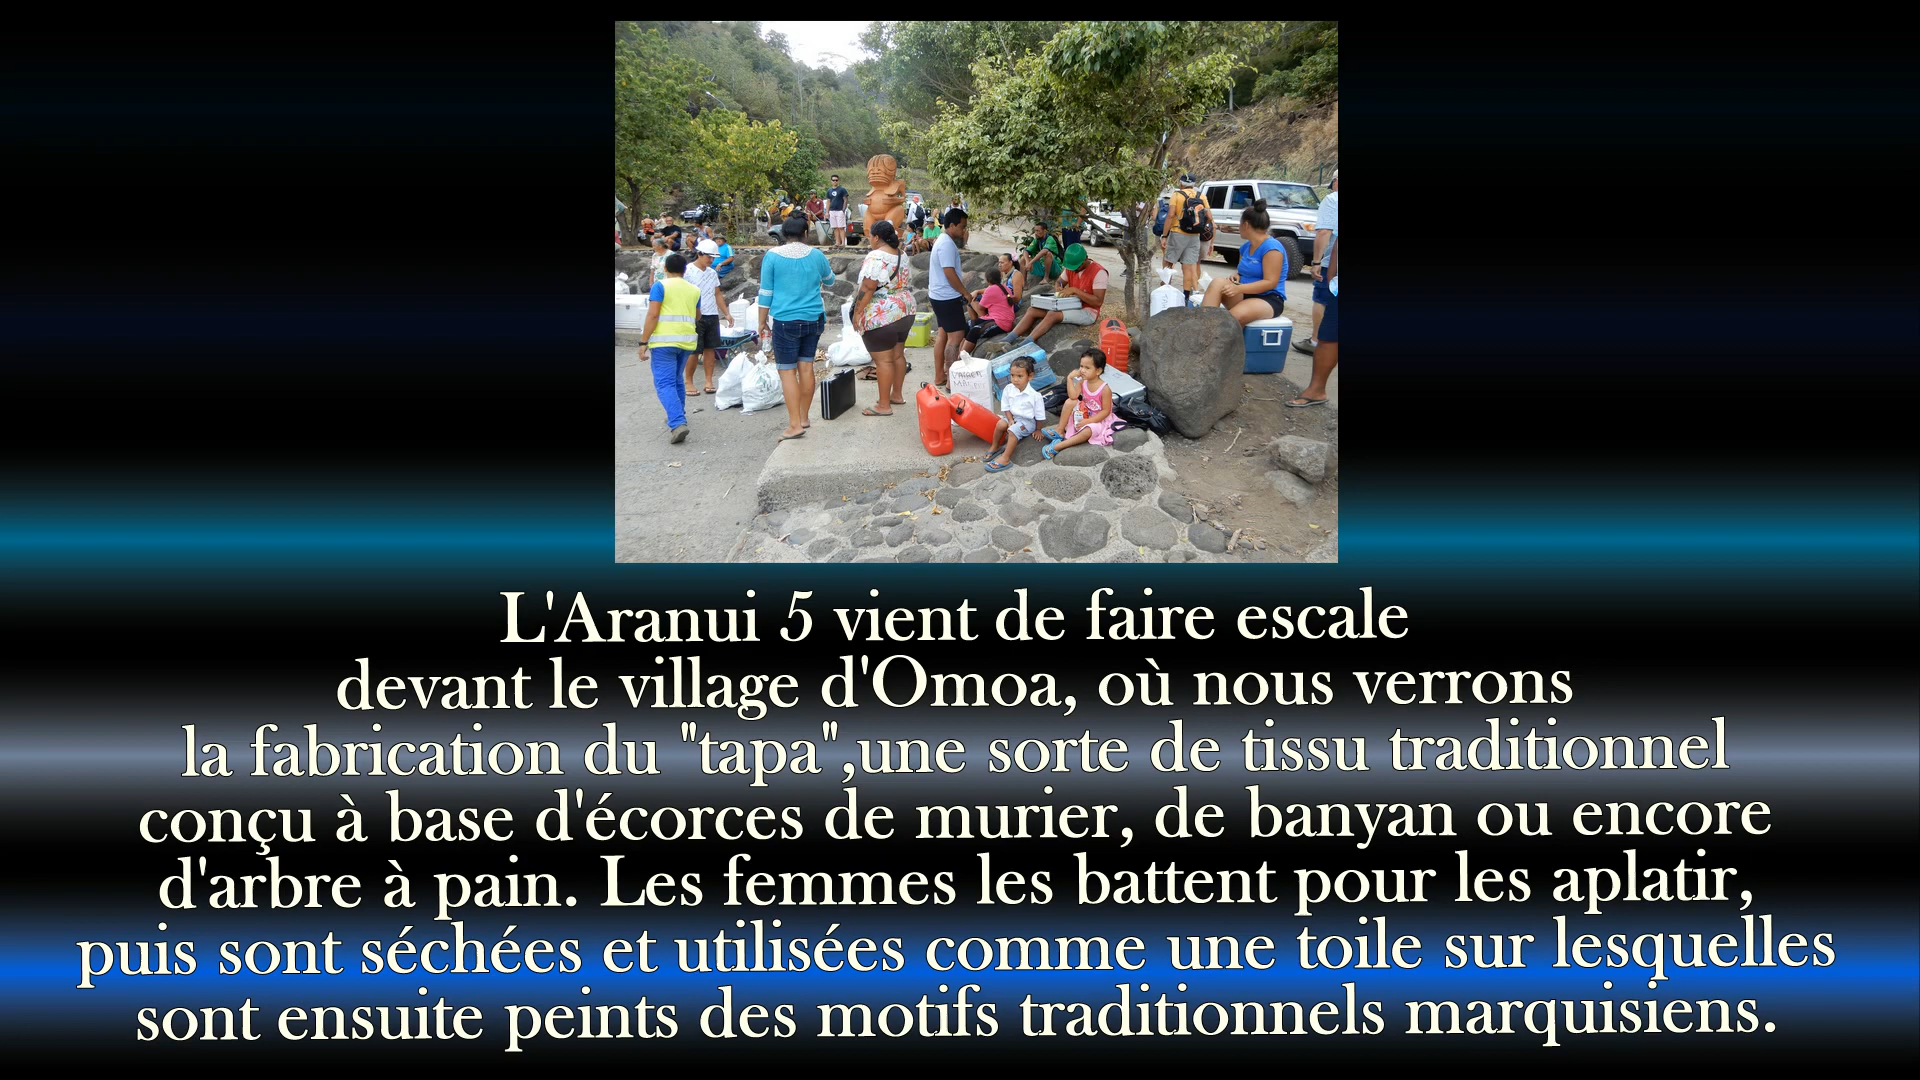 L'Aranui 5 vient de faire escale
devant le village d'Omoa, où nous verrons
la fabrication du "tapa",une sorte de tissu traditionnel
conçu à base d'écorces de murier, de banyan ou encore
d'arbre à pain. Les femmes les battent pour les aplatir,
puis sont séchées et utilisées comme une toile sur lesquelles
sont ensuite peints des motifs traditionnels marquisiens.